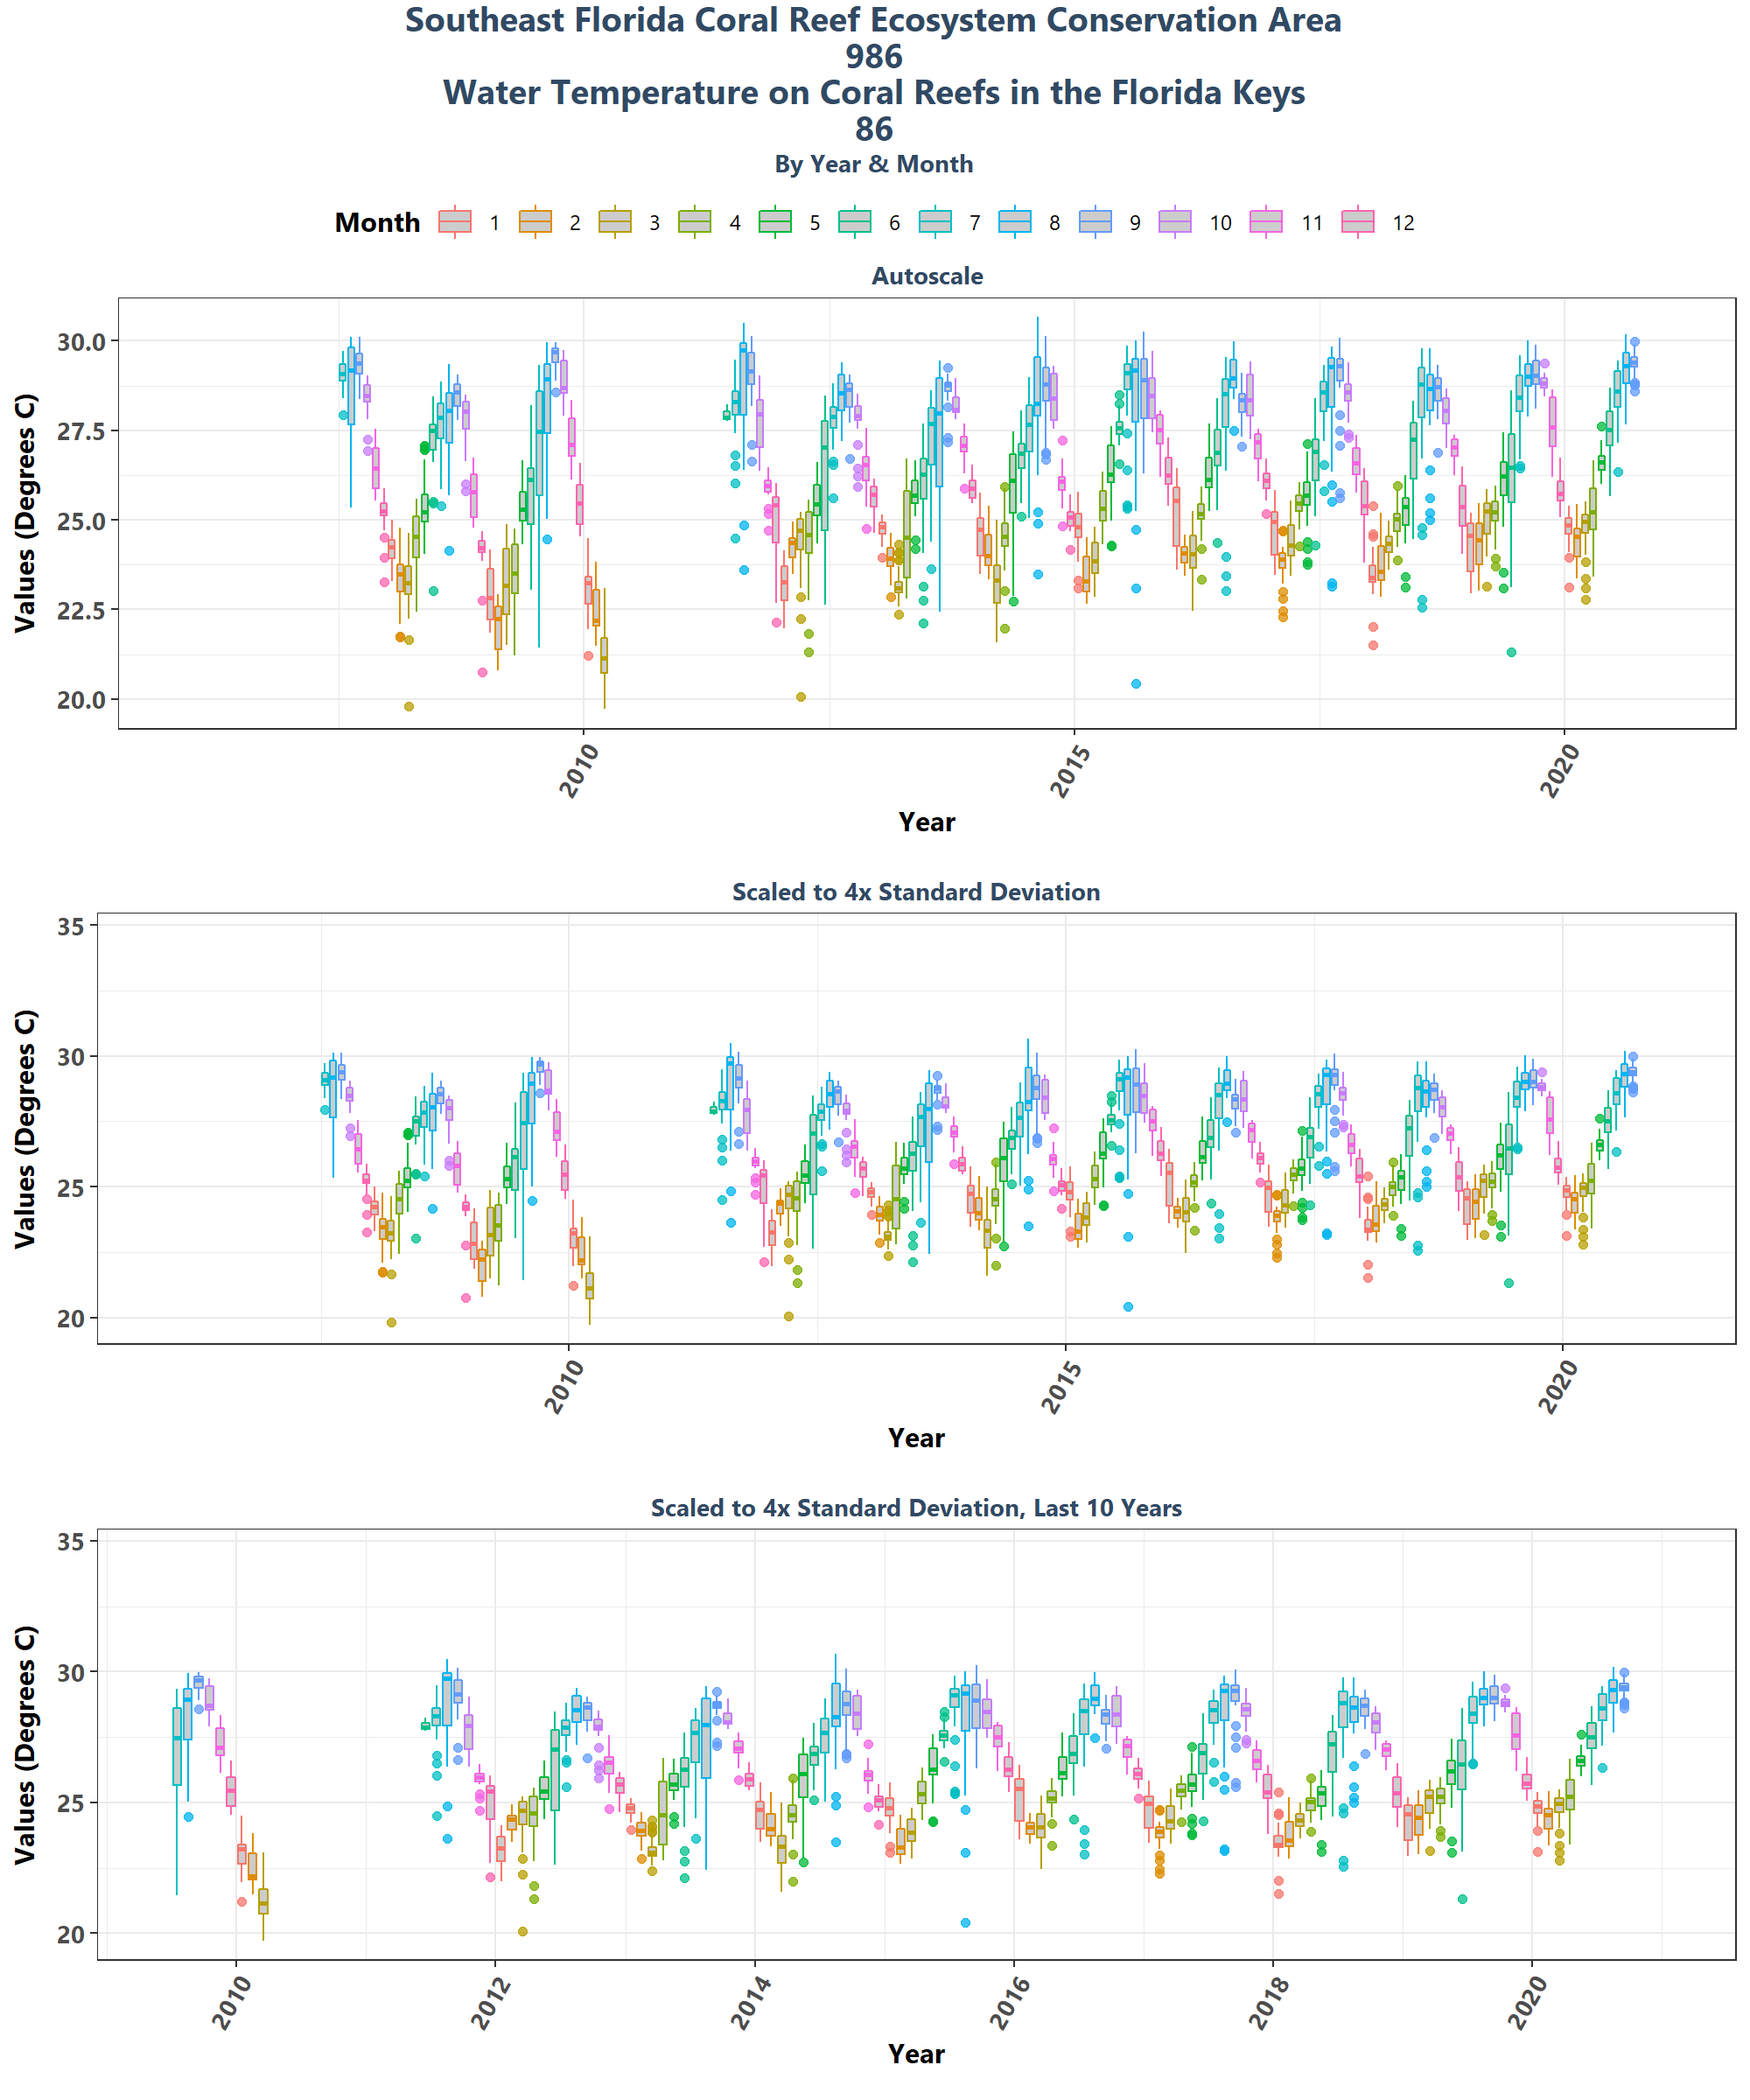 Southeast Florida Coral Reef Ecosystem Conservation Area
986
Water Temperature on Coral Reefs in the Florida Keys
86
By Year & Month
Month 1 2 3 4 5 6 7 8 9 10 11 12
Autoscale
Values (Degrees C)
30.0
27.5
25.0
22.5
20.0
2010 2015 2020
Year
Scaled to 4x Standard Deviation
Values (Degrees C)
35
30
25
20
2010 2015 2020
Year
Scaled to 4x Standard Deviation, Last 10 Years
Values (Degrees C)
35
30
25
20
2010 2012 2014 2016 2018 2020
Year